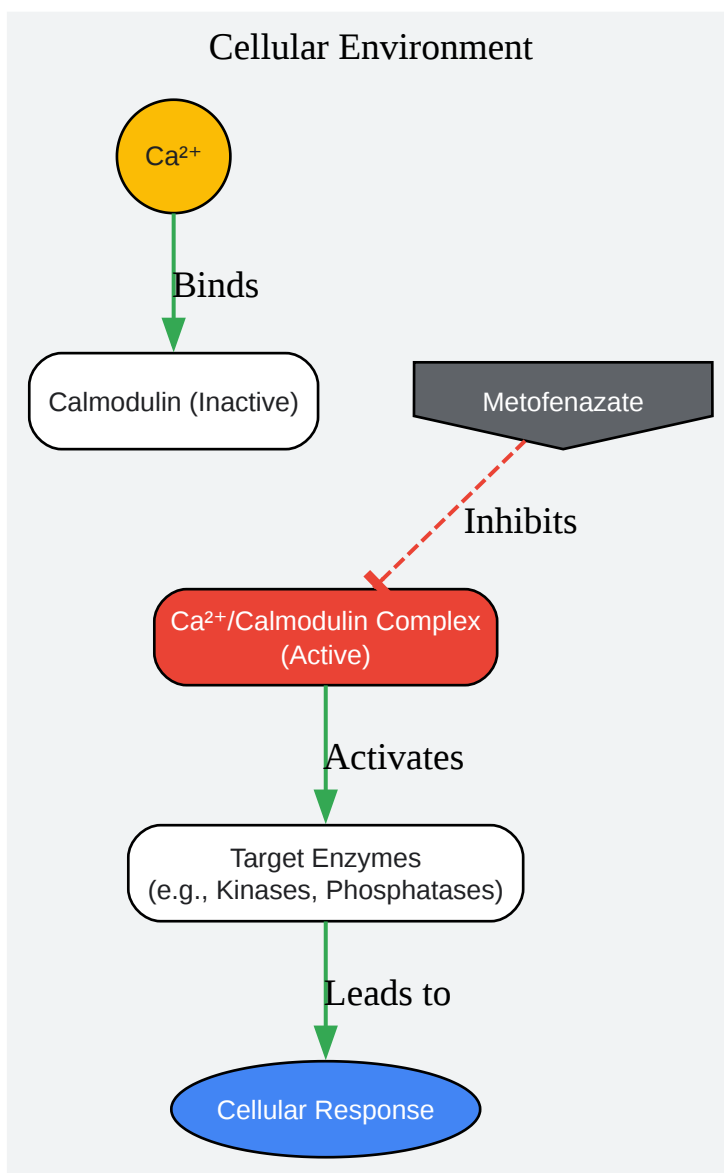 Cellular Environment
Ca²⁺
Binds
Calmodulin (Inactive)
Metofenazate
Inhibits
Ca²⁺/Calmodulin Complex
(Active)
Activates
Target Enzymes
(e.g., Kinases, Phosphatases)
Leads to
Cellular Response